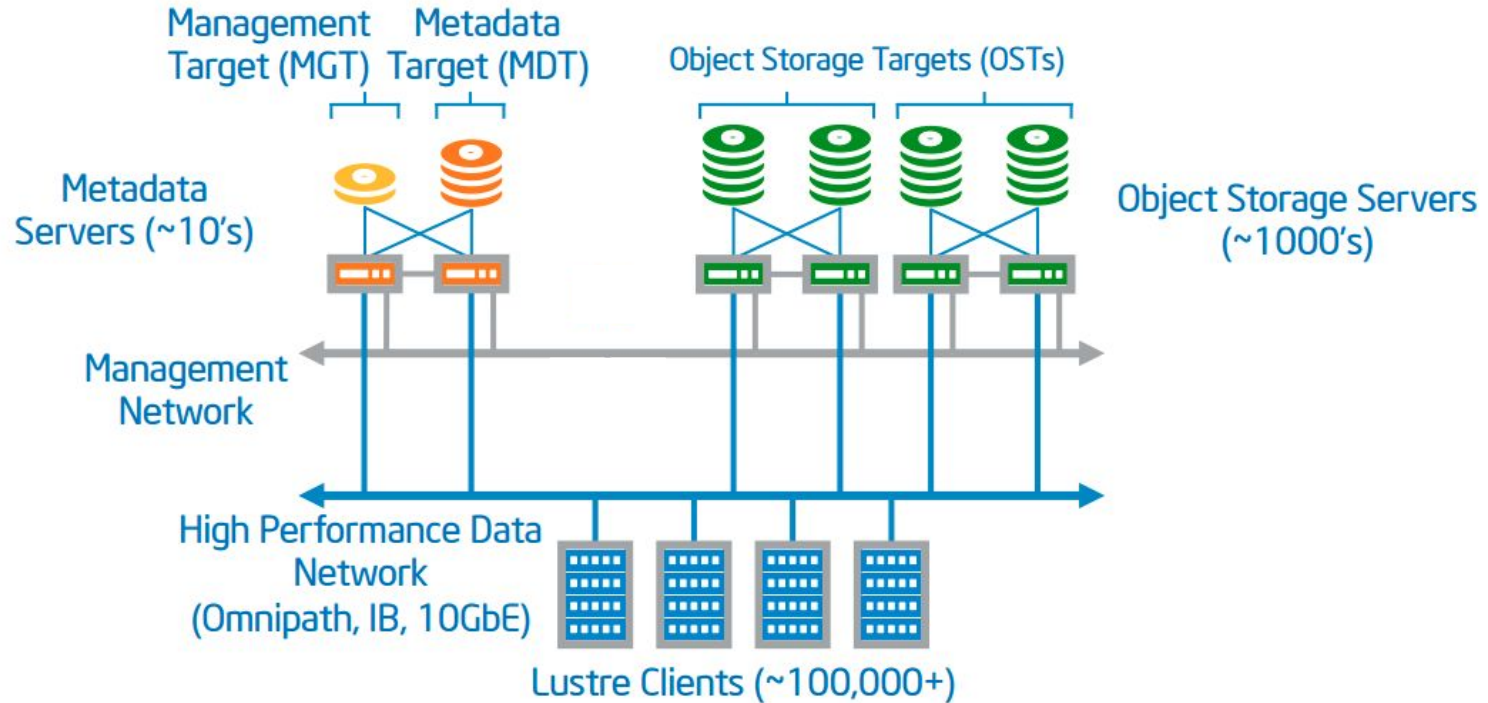 Management
Target (MGT)
Metadata
Target (MDT)
Object Storage Targets (OSTs)
Metadata
Servers (~10's)
Object Storage Servers
(~1000's)
Management
Network
High Performance Data
Network
(Omnipath, IB, 10GbE)
Lustre Clients (~100,000+)